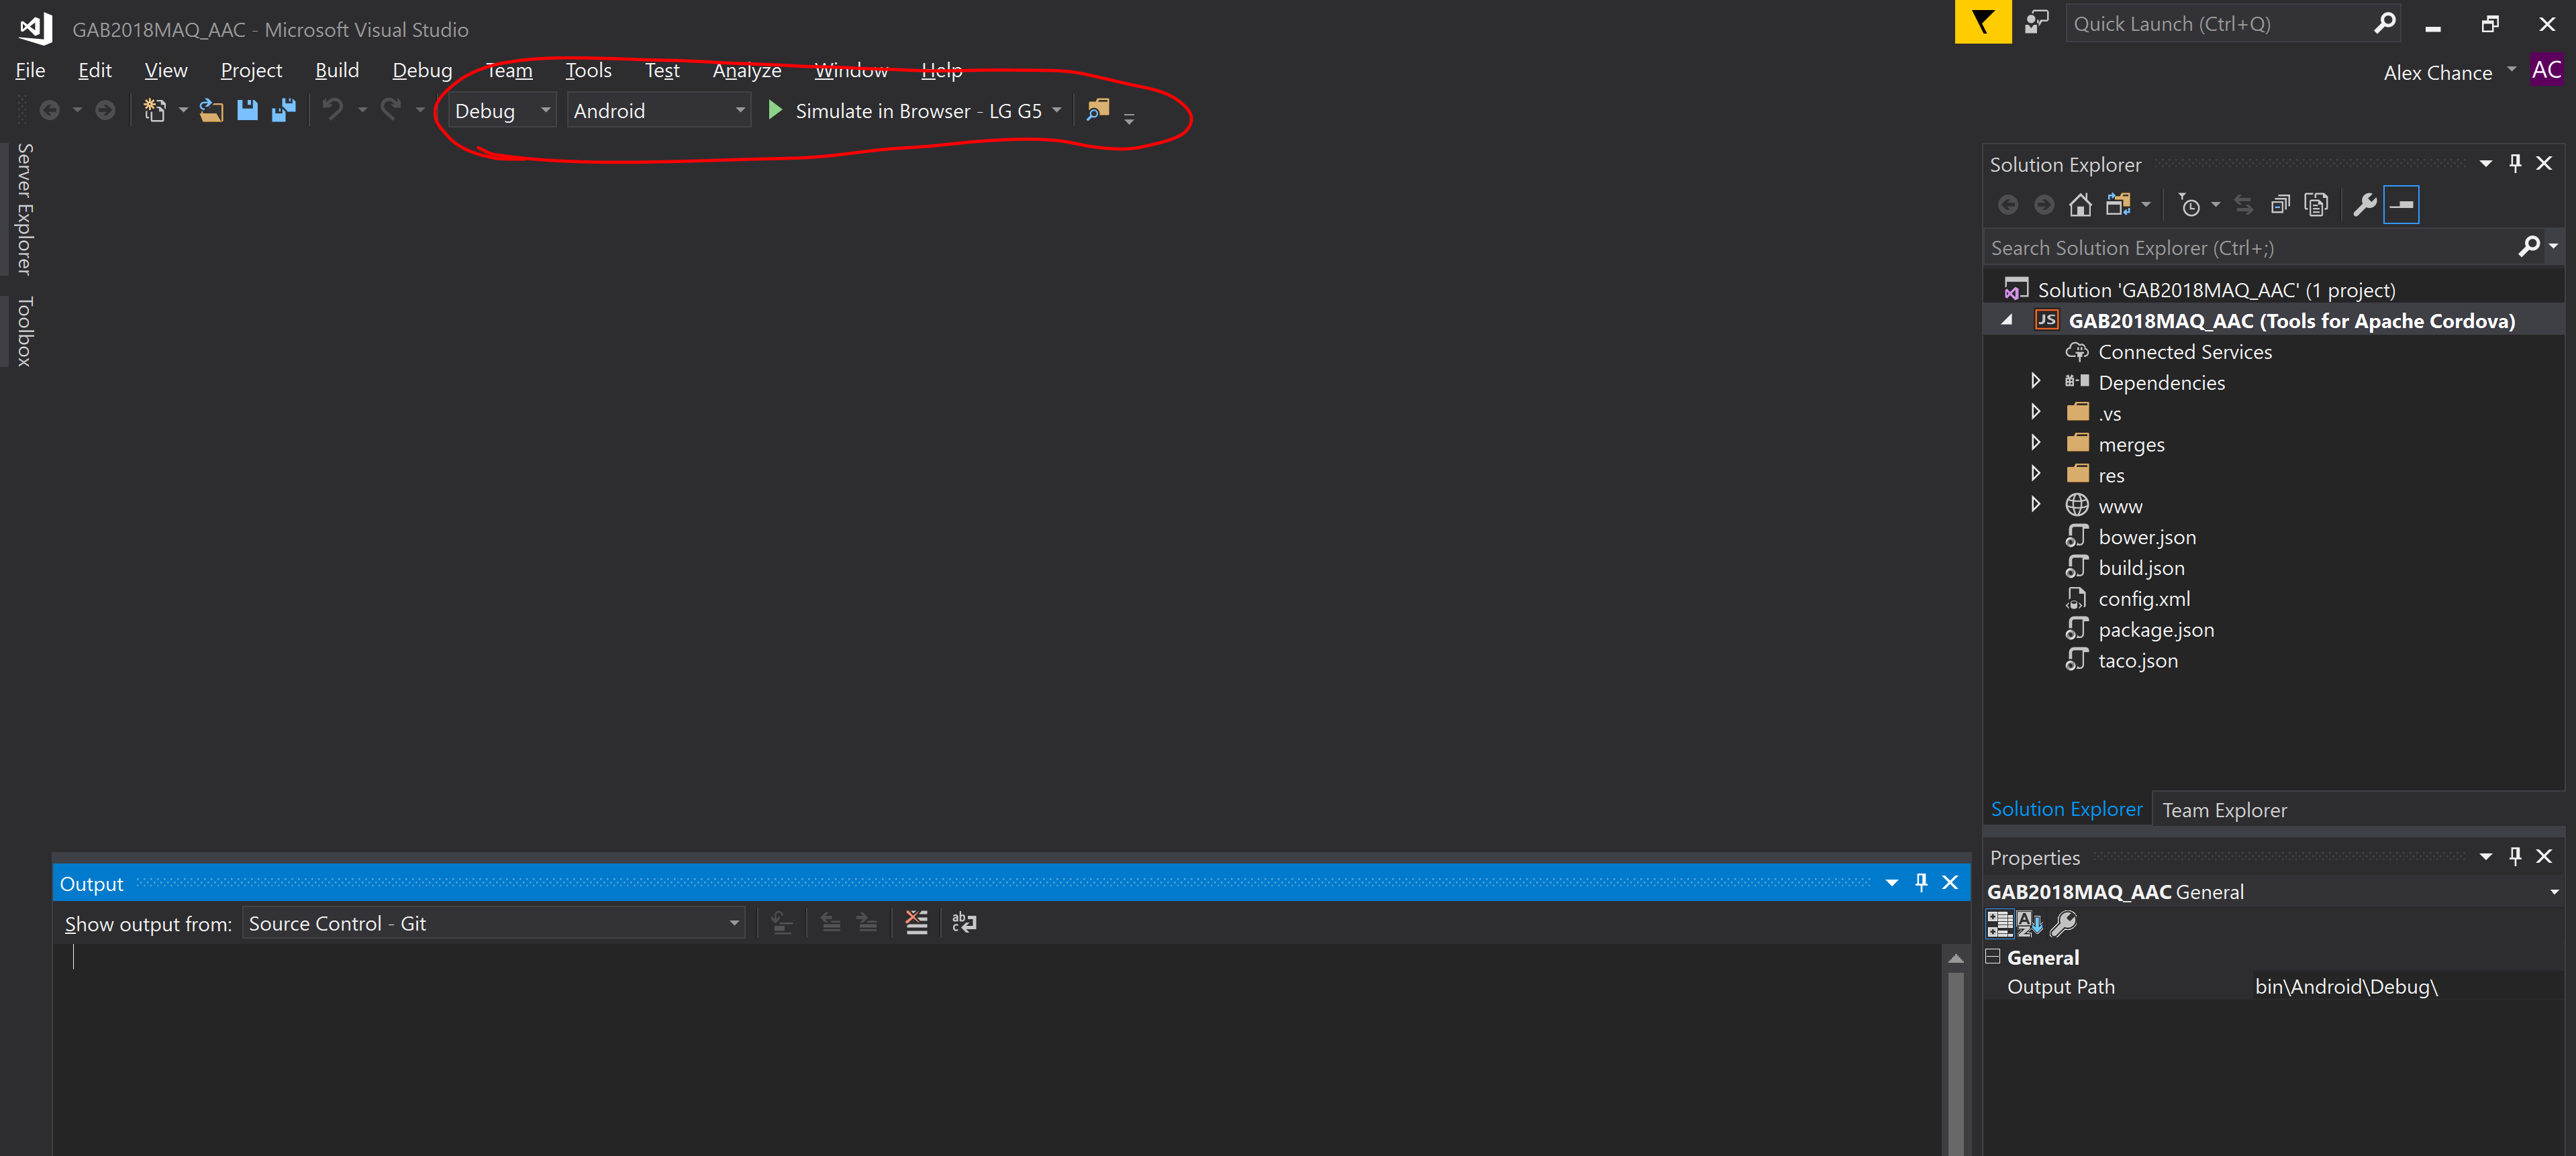 GAB2018MAQ_AAC - Microsoft Visual Studio
Quick Launch (Ctrl+Q)
File Edit View Project Build Debug Team Tools Test Analyze Window Help
Alex Chance AC
Debug Android Simulate in Browser - LG G5
Server Explorer
Toolbox
Solution Explorer
Search Solution Explorer (Ctrl+;)
Solution 'GAB2018MAQ_AAC' (1 project)
JS GAB2018MAQ_AAC (Tools for Apache Cordova)
Connected Services
Dependencies
.vs
merges
res
www
bower.json
build.json
config.xml
package.json
taco.json
Solution Explorer Team Explorer
Properties
GAB2018MAQ_AAC General
General
Output Path bin\Android\Debug\
Output
Show output from: Source Control - Git